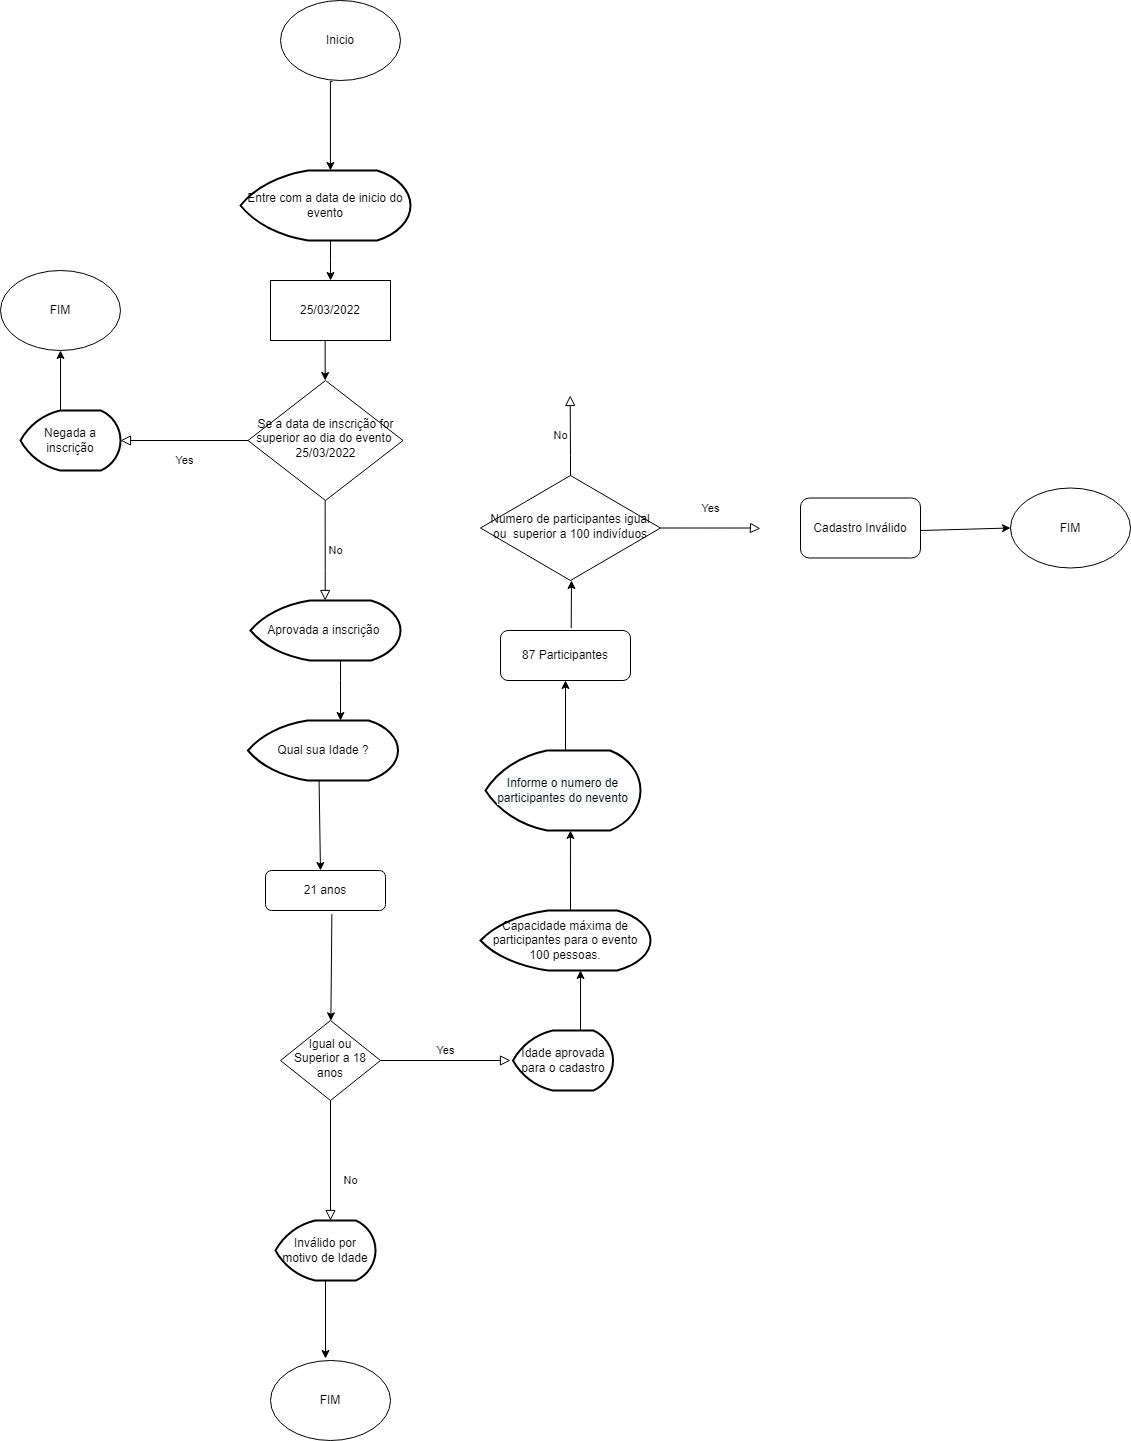 Inicio
Entre com a data de inicio do
evento
25/03/2022
FIM
Se a data de inscrição for
superior ao dia do evento
25/03/2022
Negada a
inscrição
Yes
No
Aprovada a inscrição
Qual sua Idade ?
21 anos
Igual ou
Superior a 18
anos
Yes
Idade aprovada
para o cadastro
No
Inválido por
motivo de Idade
FIM
Capacidade máxima de
participantes para o evento
100 pessoas.
Informe o numero de
participantes do nevento
87 Participantes
Numero de participantes igual
ou superior a 100 indivíduos
No
Yes
Cadastro Inválido
FIM